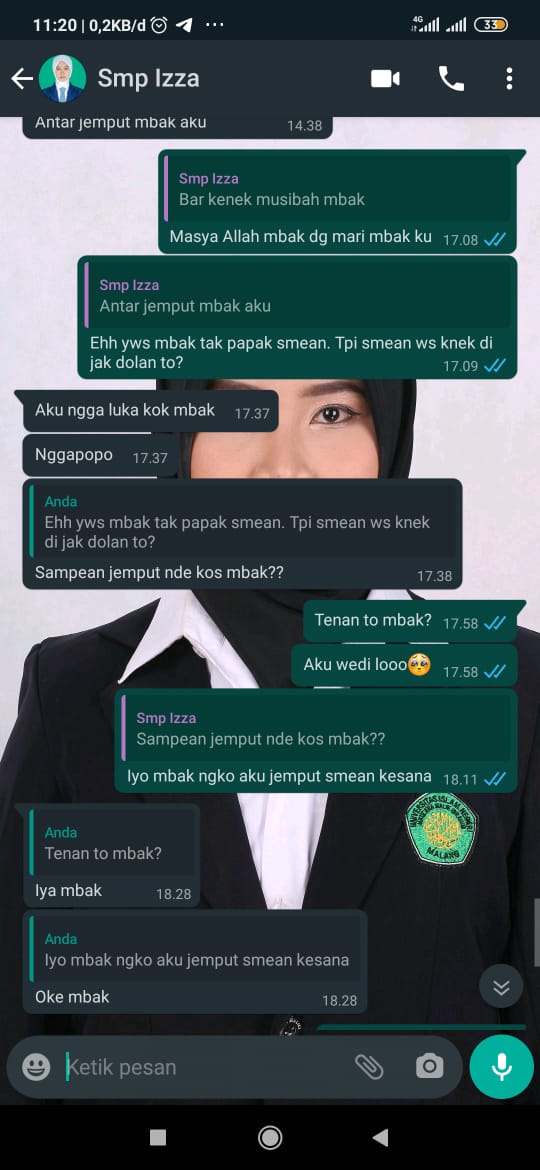 11:20 | 0,2KB/d ...
4G
33
Smp Izza
Antar jemput mbak aku
14.38
Smp Izza
Bar kenek musibah mbak
Masya Allah mbak dg mari mbak ku 17.08
Smp Izza
Antar jemput mbak aku
Ehh yws mbak tak papak smean. Tpi smean ws knek di
jak dolan to?
17.09
Aku ngga luka kok mbak 17.37
Nggapopo 17.37
Anda
Ehh yws mbak tak papak smean. Tpi smean ws knek
di jak dolan to?
Sampean jemput nde kos mbak??
17.38
Tenan to mbak? 17.58
Aku wedi looo🥺 17.58
Smp Izza
Sampean jemput nde kos mbak??
Iyo mbak ngko aku jemput smean kesana 18.11
MALANG
Anda
Tenan to mbak?
Iya mbak 18.28
Anda
Iyo mbak ngko aku jemput smean kesana
Oke mbak
18.28
Ketik pesan